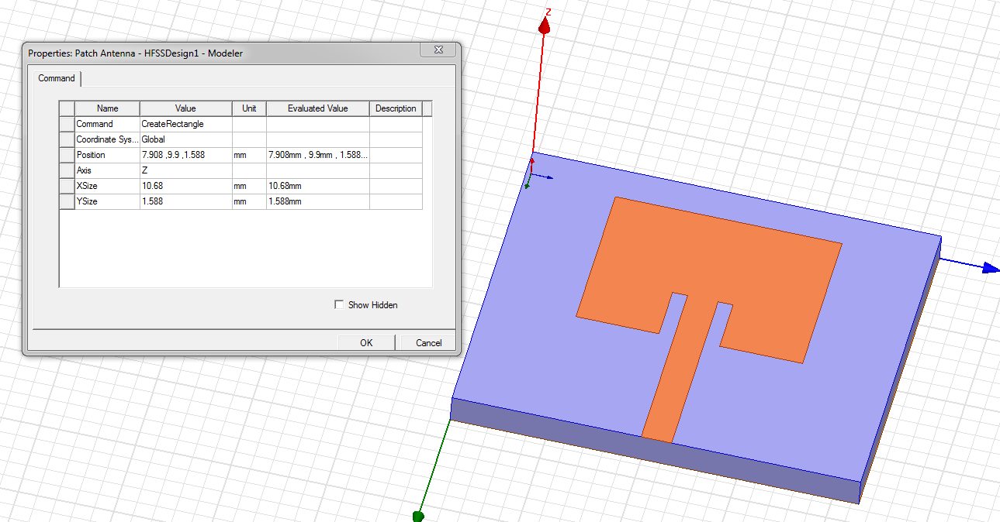 Z
Properties: Patch Antenna - HFSSDesign1 - Modeler
Command
Name Value Unit Evaluated Value Description
Command CreateRectangle
Coordinate Sys... Global
Position 7.908 ,9.9 ,1.588 mm 7.908mm , 9.9mm , 1.588...
Axis Z
XSize 10.68 mm 10.68mm
YSize 1.588 mm 1.588mm
Show Hidden
OK Cancel